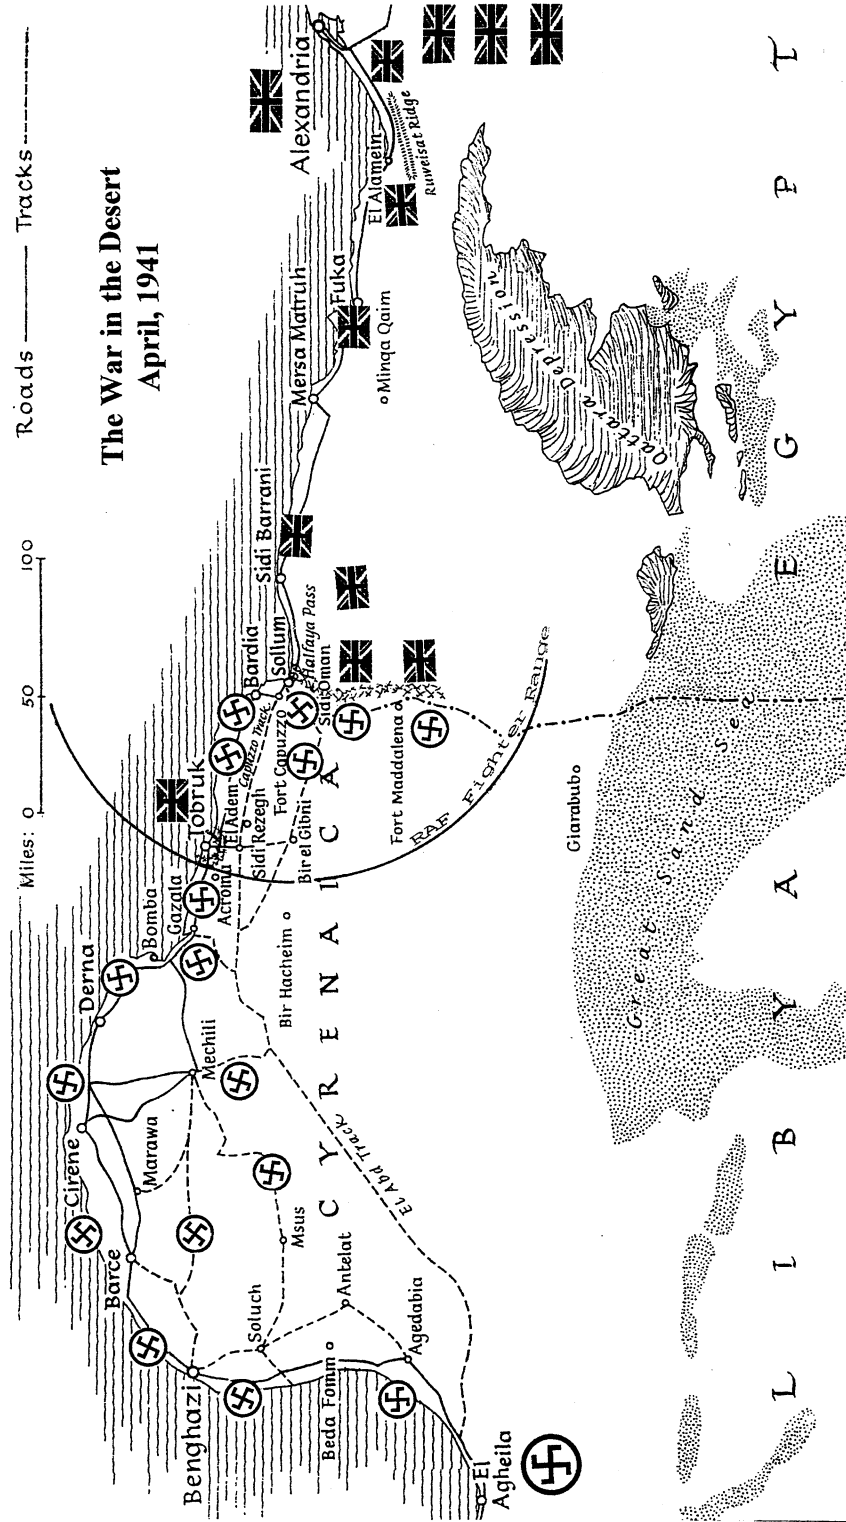 Roads
Tracks
The War in the Desert
April, 1941
Miles: 0 50 100
Alexandria
El Alamein
Ruweisat Ridge
Fuka
Mersa Matruh
Minqa Qaim
Qattara Depression
Sidi Barrani
Halfaya Pass
Sollum
Bardia
Capuzzo Track
Fort Capuzzo
Sidi Omar
Tobruk
El Adem
Sidi Rezegh
Bir el Gibni
Acroma
Fort Maddalena
RAF Fighter Range
Giarabub
Great Sand Sea
Gazala
Bomba
Derna
Bir Hacheim
Mechili
Cirene
Marawa
Barce
Msus
El Abd Track
Antelat
Soluch
Benghazi
Beda Fomm
Agedabia
El
Agheila
CYRENAICA
LIBYA
EGYPT